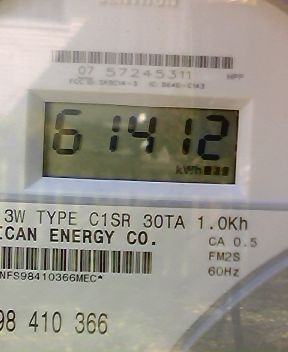 07 57245311 HPF
61412
kWh
3W TYPE C1SR 30TA 1.0Kh
ICAN ENERGY CO.
CA 0.5
FM2S
60Hz
NFS98410366MEC*
98 410 366